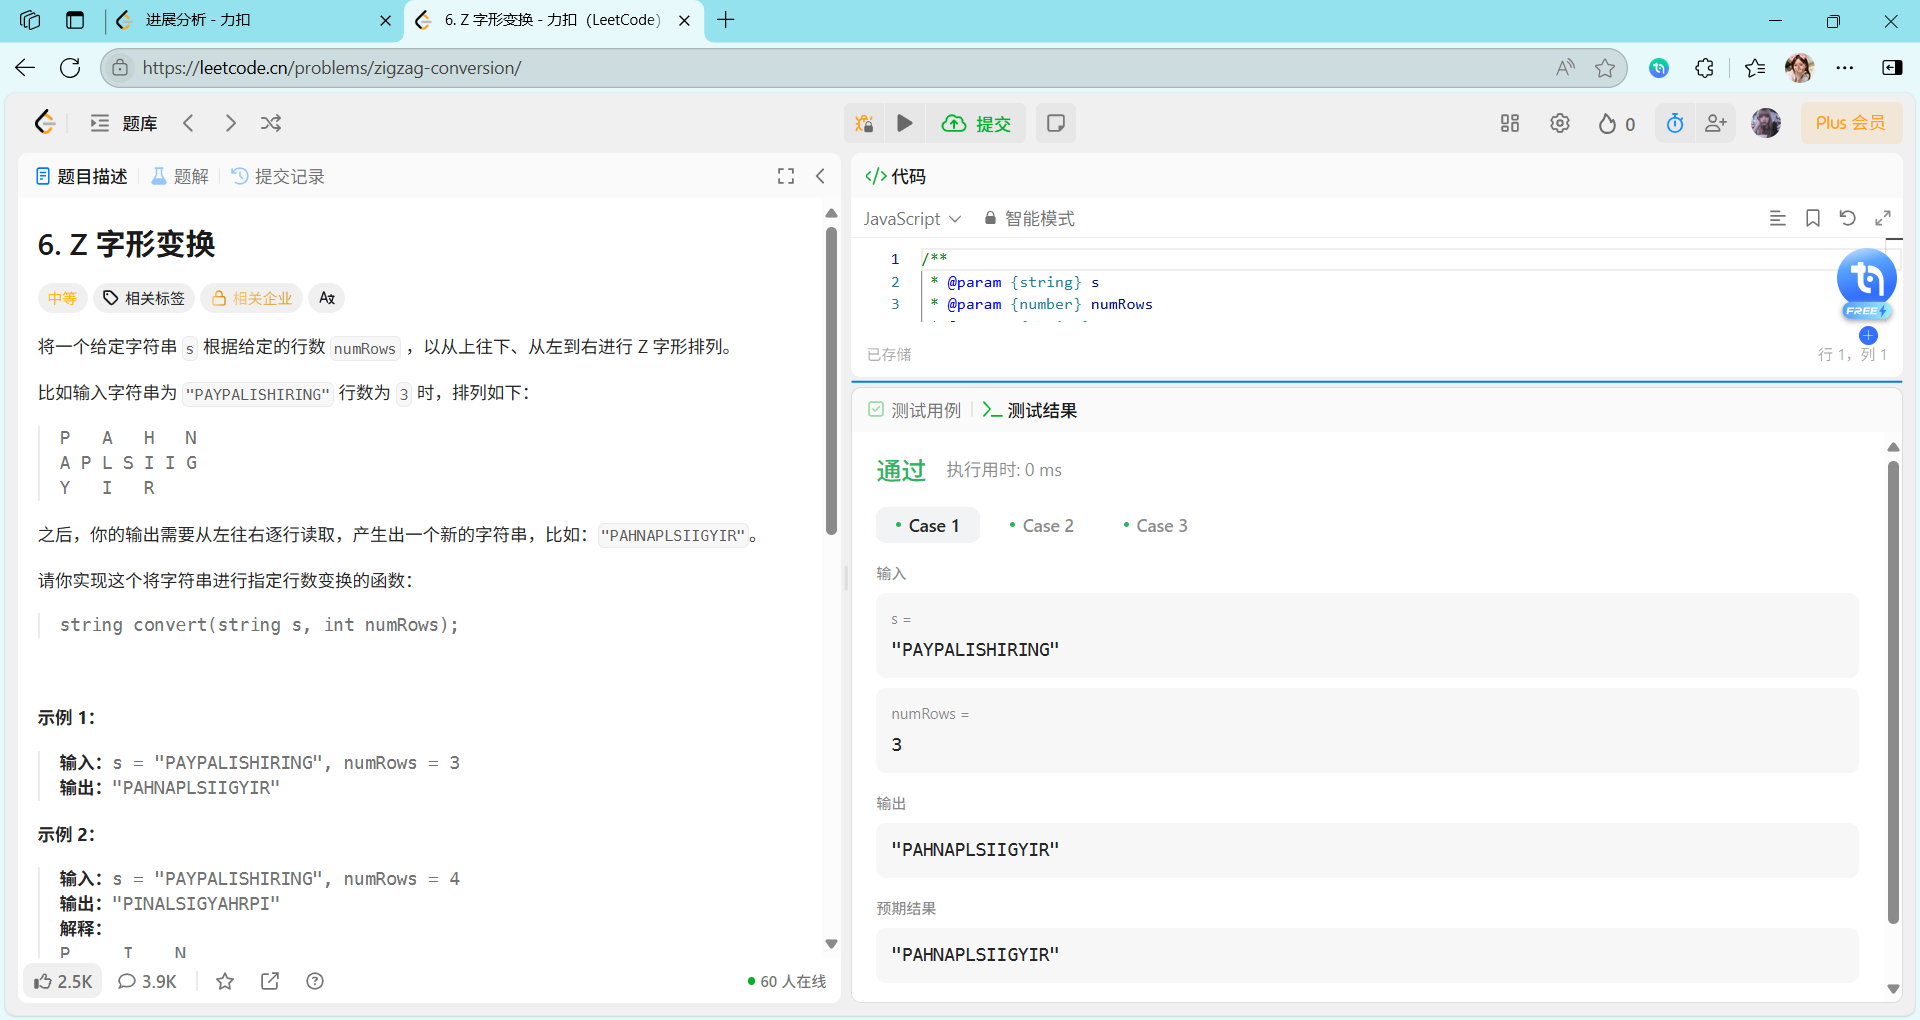 进展分析 - 力扣
6. Z 字形变换 - 力扣（LeetCode）
https://leetcode.cn/problems/zigzag-conversion/
题库
提交
0
Plus 会员
题目描述
题解
提交记录
6. Z 字形变换
中等
相关标签
相关企业
将一个给定字符串 s 根据给定的行数 numRows ，以从上往下、从左到右进行 Z 字形排列。
比如输入字符串为 "PAYPALISHIRING" 行数为 3 时，排列如下：
P A H N
A P L S I I G
Y I R
之后，你的输出需要从左往右逐行读取，产生出一个新的字符串，比如："PAHNAPLSIIGYIR"。
请你实现这个将字符串进行指定行数变换的函数：
string convert(string s, int numRows);
示例 1：
输入：s = "PAYPALISHIRING", numRows = 3
输出："PAHNAPLSIIGYIR"
示例 2：
输入：s = "PAYPALISHIRING", numRows = 4
输出："PINALSIGYAHRPI"
解释：
P I N
2.5K
3.9K
60 人在线
代码
JavaScript
智能模式
1 /**
2 * @param {string} s
3 * @param {number} numRows
FREE
已存储
行 1，列 1
测试用例
测试结果
通过
执行用时: 0 ms
Case 1
Case 2
Case 3
输入
s =
"PAYPALISHIRING"
numRows =
3
输出
"PAHNAPLSIIGYIR"
预期结果
"PAHNAPLSIIGYIR"